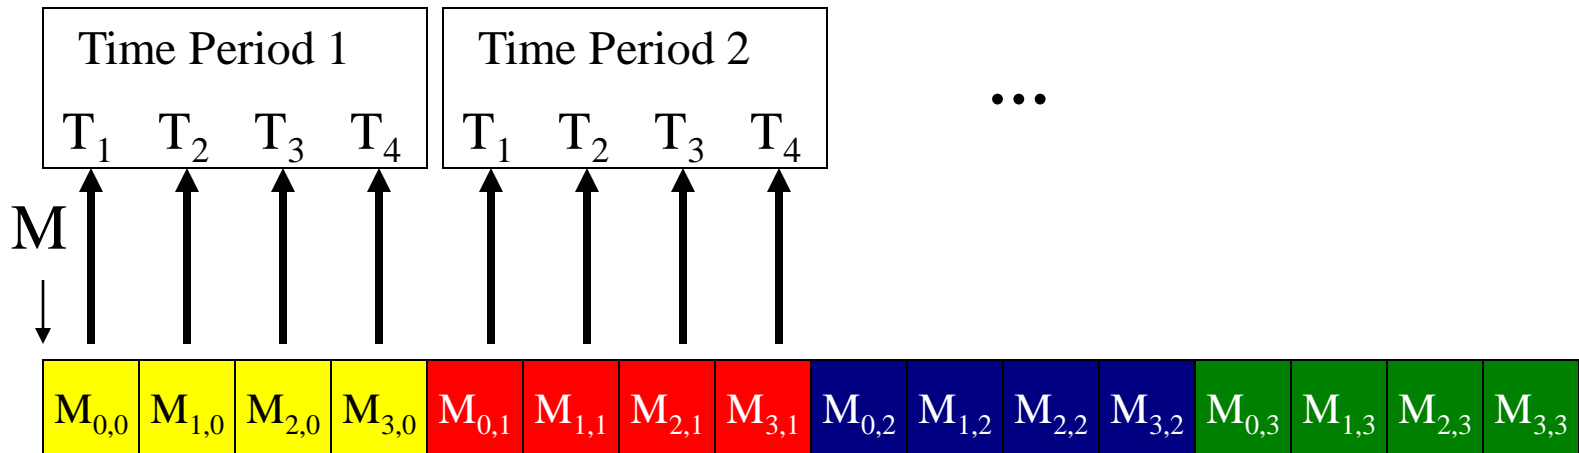 Time Period 1 Time Period 2
...
T1 T2 T3 T4 T1 T2 T3 T4
M
M0,0 M1,0 M2,0 M3,0 M0,1 M1,1 M2,1 M3,1 M0,2 M1,2 M2,2 M3,2 M0,3 M1,3 M2,3 M3,3